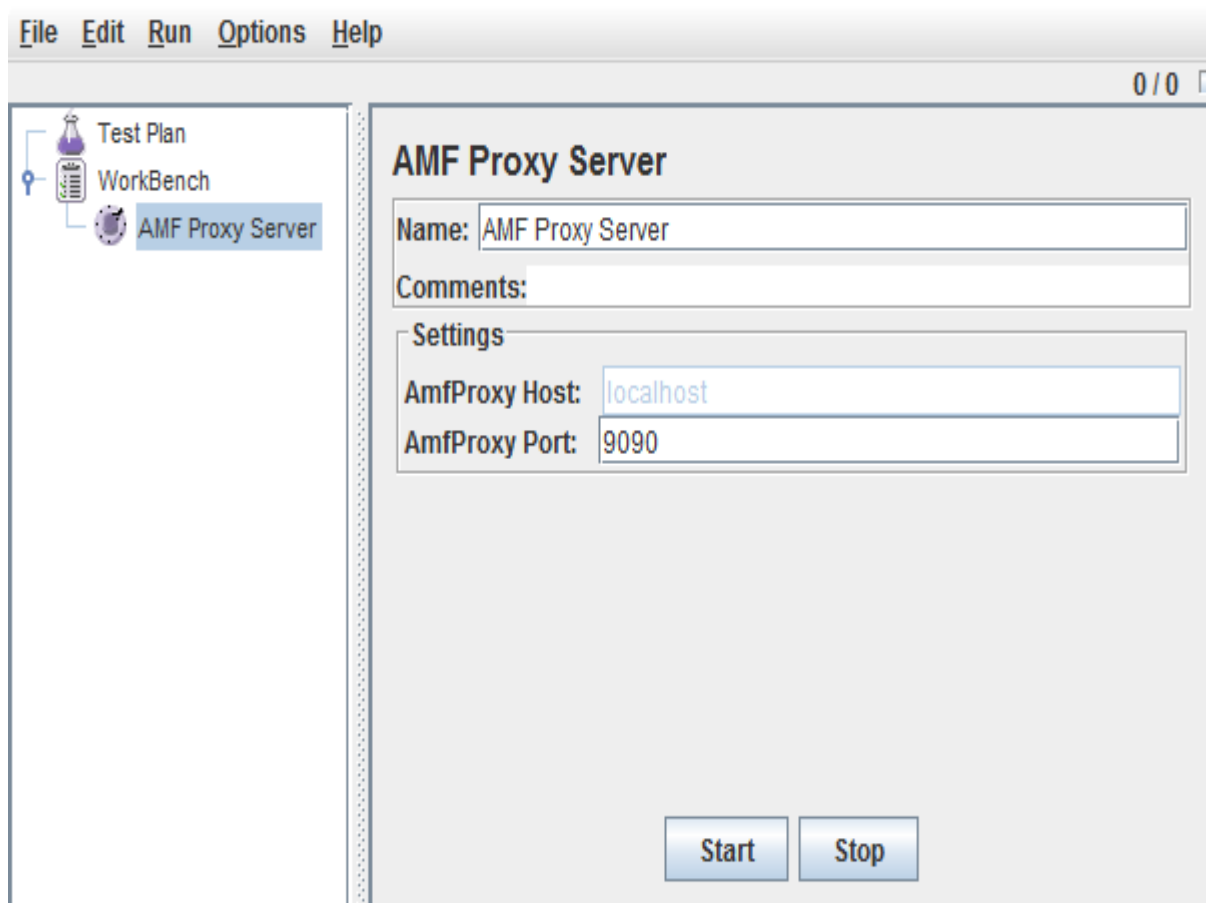 File Edit Run Options Help
0 / 0
Test Plan
WorkBench
AMF Proxy Server
AMF Proxy Server
Name: AMF Proxy Server
Comments:
Settings
AmfProxy Host: localhost
AmfProxy Port: 9090
Start Stop